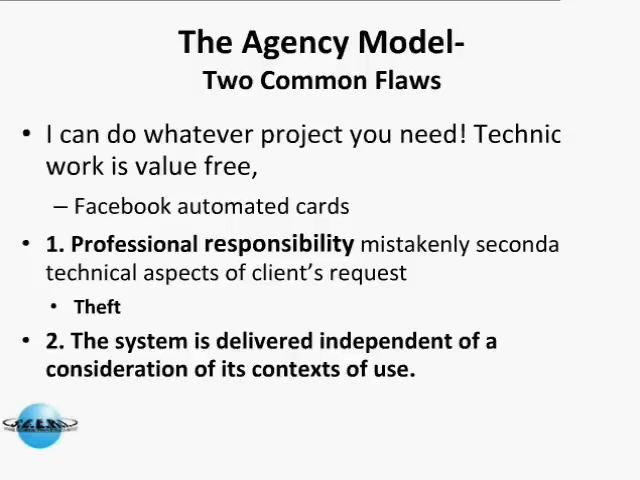 The Agency Model-
Two Common Flaws
• I can do whatever project you need! Technic
work is value free,
– Facebook automated cards
• 1. Professional responsibility mistakenly seconda
technical aspects of client’s request
• Theft
• 2. The system is delivered independent of a
consideration of its contexts of use.